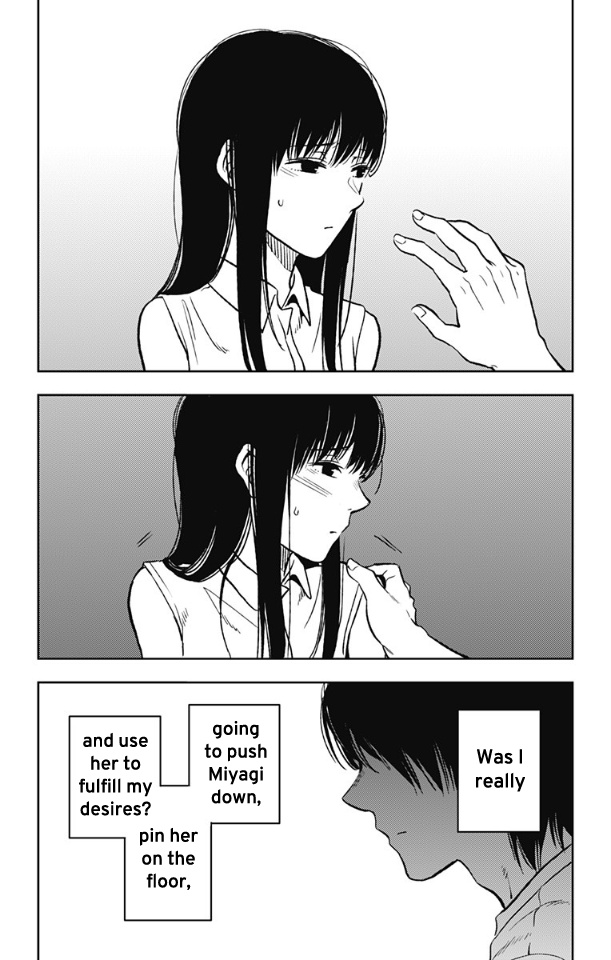 Was I
really
going
to push
Miyagi
down,
pin her
on the
floor,
and use
her to
fulfill my
desires?